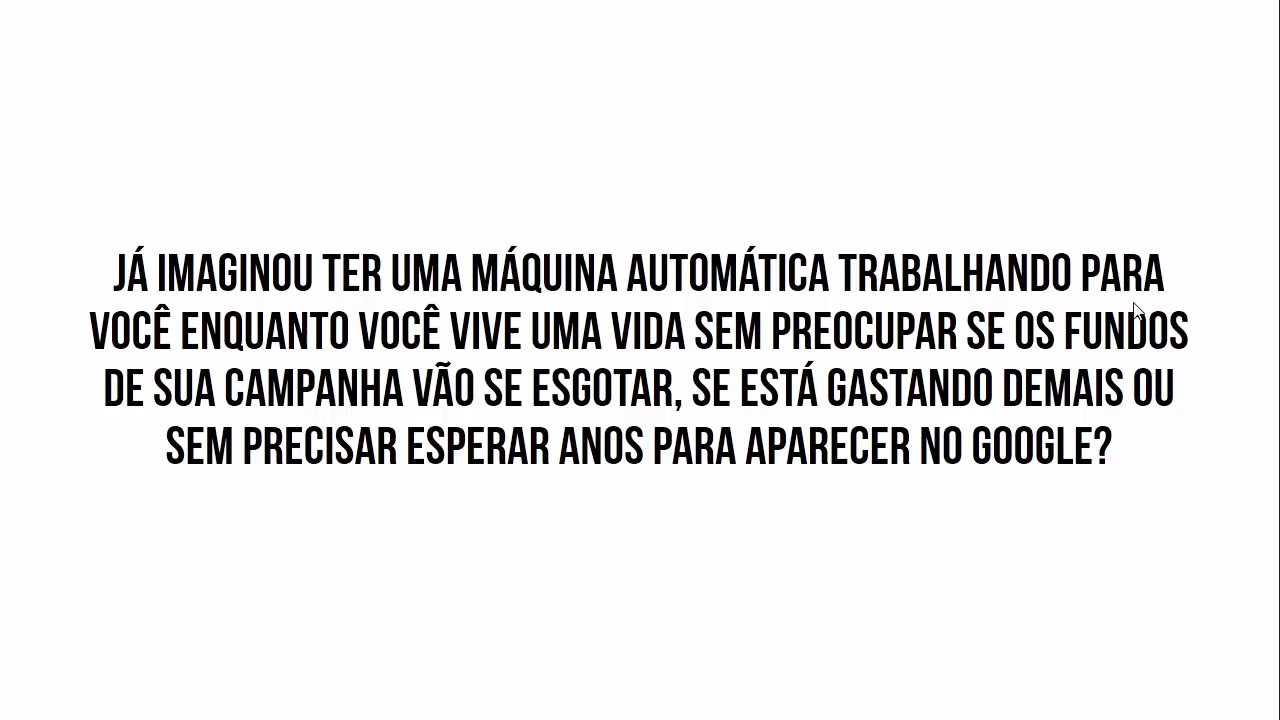 JÁ IMAGINOU TER UMA MÁQUINA AUTOMÁTICA TRABALHANDO PARA
VOCÊ ENQUANTO VOCÊ VIVE UMA VIDA SEM PREOCUPAR SE OS FUNDOS
DE SUA CAMPANHA VÃO SE ESGOTAR, SE ESTÁ GASTANDO DEMAIS OU
SEM PRECISAR ESPERAR ANOS PARA APARECER NO GOOGLE?